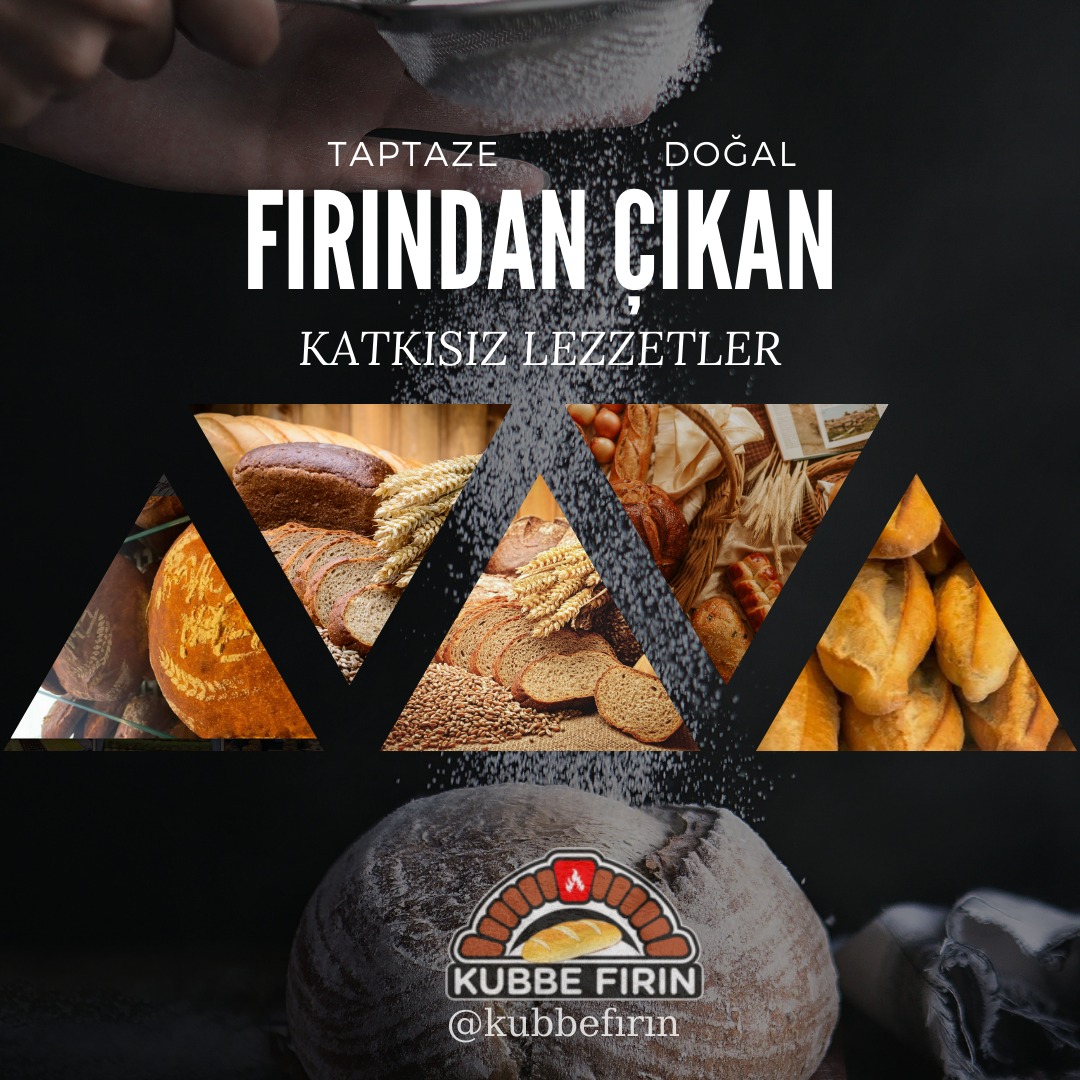 TAPTAZE DOĞAL
FIRINDAN ÇIKAN
KATKISIZ LEZZETLER
KUBBE FIRIN
@kubbefırın